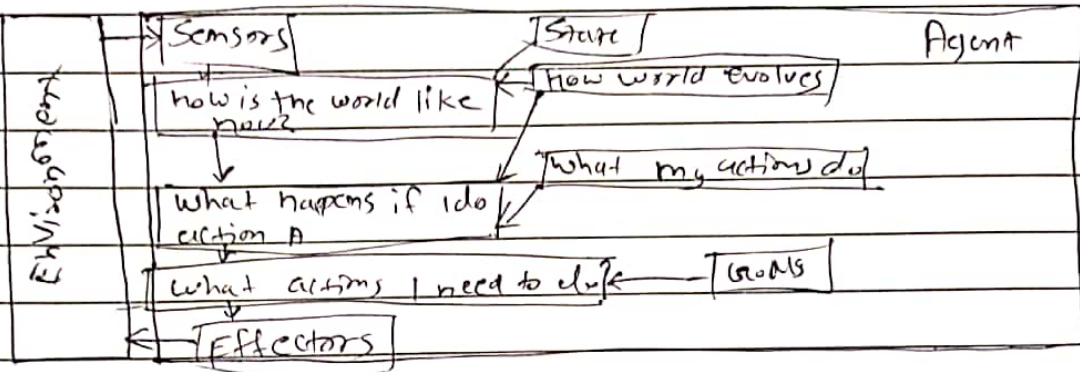 Sensors
State
Agent
how world evolves
how is the world like
now?
Environment
what my actions do
what happens if i do
action A
what actions I need to do?
Goals
Effectors